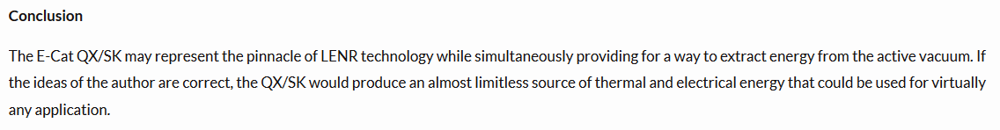 Conclusion
The E-Cat QX/SK may represent the pinnacle of LENR technology while simultaneously providing for a way to extract energy from the active vacuum. If
the ideas of the author are correct, the QX/SK would produce an almost limitless source of thermal and electrical energy that could be used for virtually
any application.